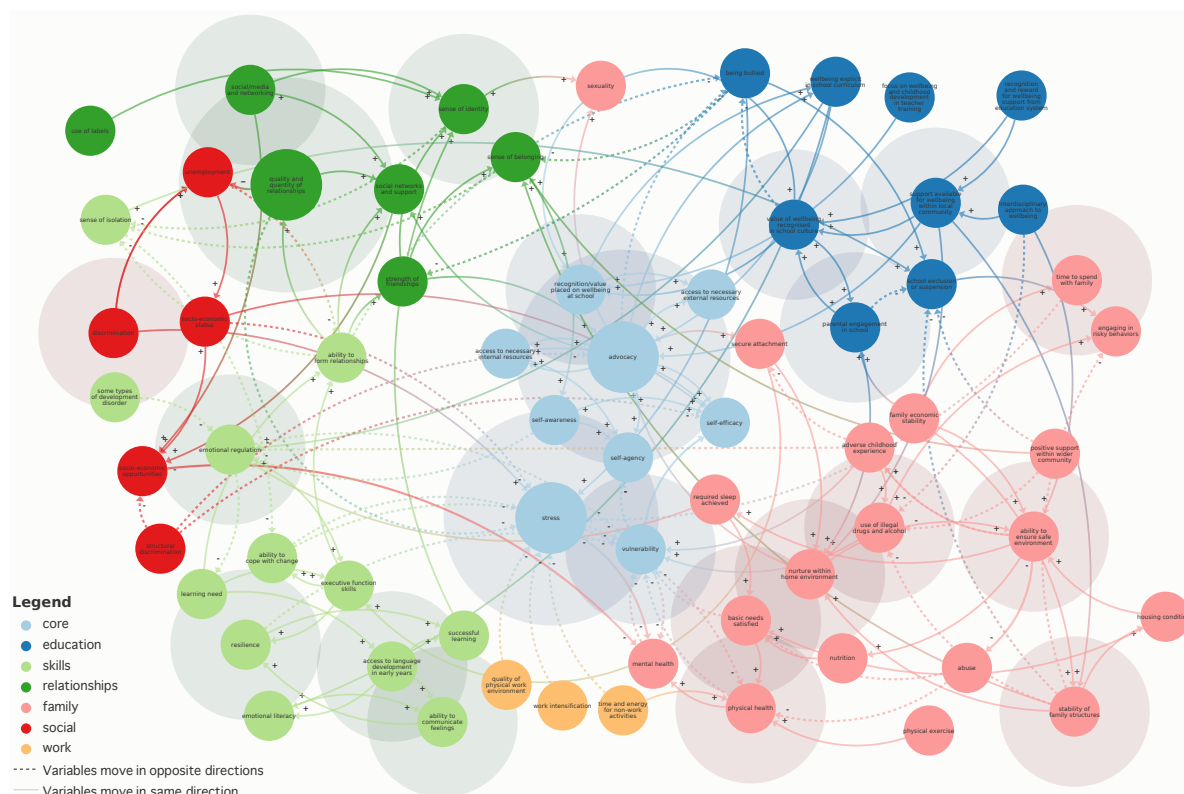 social/media
and networking
use of labels
sense of identity
sexuality
being bullied
wellbeing explicit
in school curriculum
focus on wellbeing
and childhood
development
in teacher
training
recognition
and reward
for wellbeing
support from
education system
sense of belonging
unemployment
quality and
quantity of
relationships
social networks
and support
sense of isolation
value of wellbeing
recognised
in school culture
support available
for wellbeing
within local
community
interdisciplinary
approach to
wellbeing
strength of
friendships
recognition/value
placed on wellbeing
at school
access to necessary
external resources
school exclusion
or suspension
time to spend
with family
discrimination
socio-economic
status
parental engagement
in school
engaging in
risky behaviors
ability to
form relationships
access to necessary
internal resources
advocacy
secure attachment
some types
of development
disorder
self-awareness
self-efficacy
family economic
stability
emotional regulation
self-agency
adverse childhood
experience
positive support
within wider
community
socio-economic
opportunities
required sleep
achieved
stress
use of illegal
drugs and alcohol
ability to
ensure safe
environment
structural
discrimination
ability to
cope with change
vulnerability
nurture within
home environment
learning need
executive function
skills
Legend
core
education
skills
relationships
family
social
work
Variables move in opposite directions
Variables move in same direction
resilience
successful
learning
basic needs
satisfied
housing conditi
access to language
development
in early years
mental health
nutrition
abuse
quality of
physical work
environment
emotional literacy
ability to
communicate
feelings
work intensification
time and energy
for non-work
activities
physical health
physical exercise
stability of
family structures